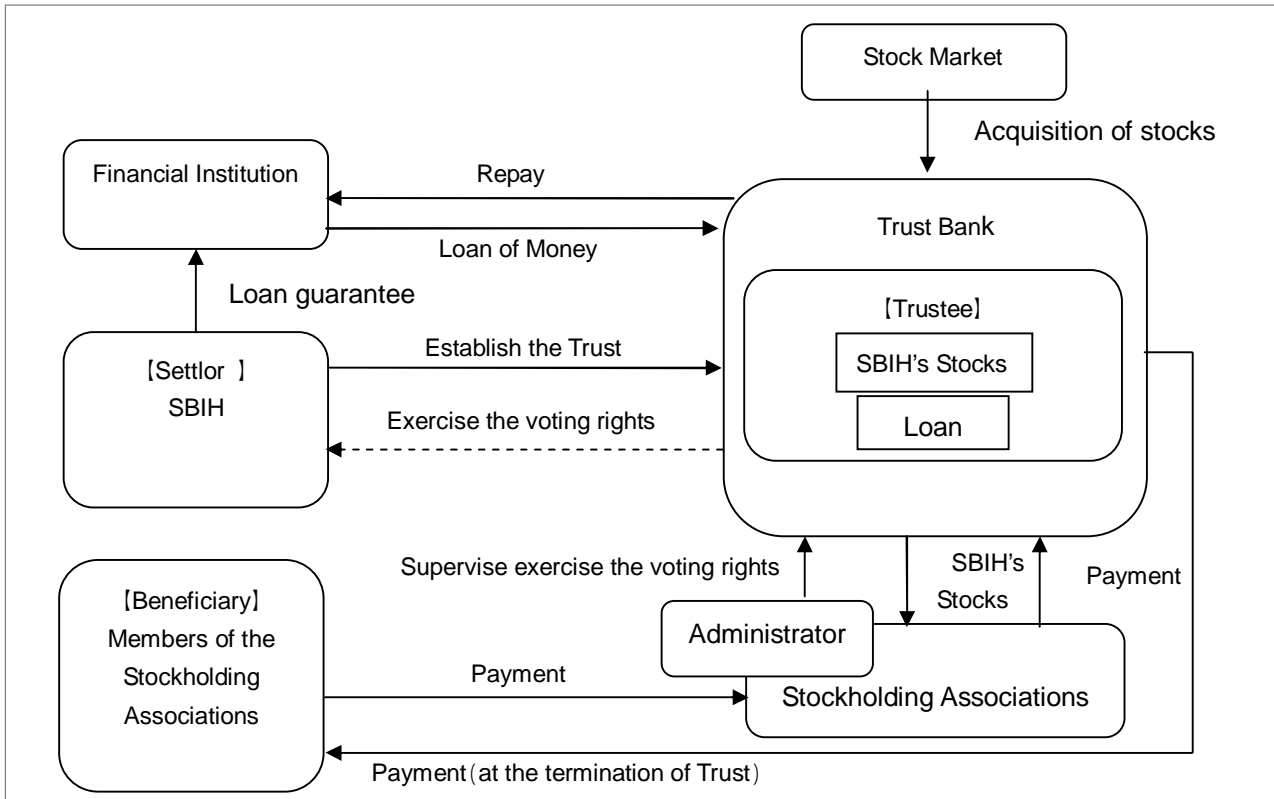 Stock Market
Acquisition of stocks
Financial Institution
Repay
Loan of Money
Trust Bank
Loan guarantee
【Trustee】
SBIH's Stocks
Loan
【Settlor 】
SBIH
Establish the Trust
Exercise the voting rights
Supervise exercise the voting rights
SBIH's
Stocks
Payment
【Beneficiary】
Members of the
Stockholding
Associations
Administrator
Payment
Stockholding Associations
Payment(at the termination of Trust)